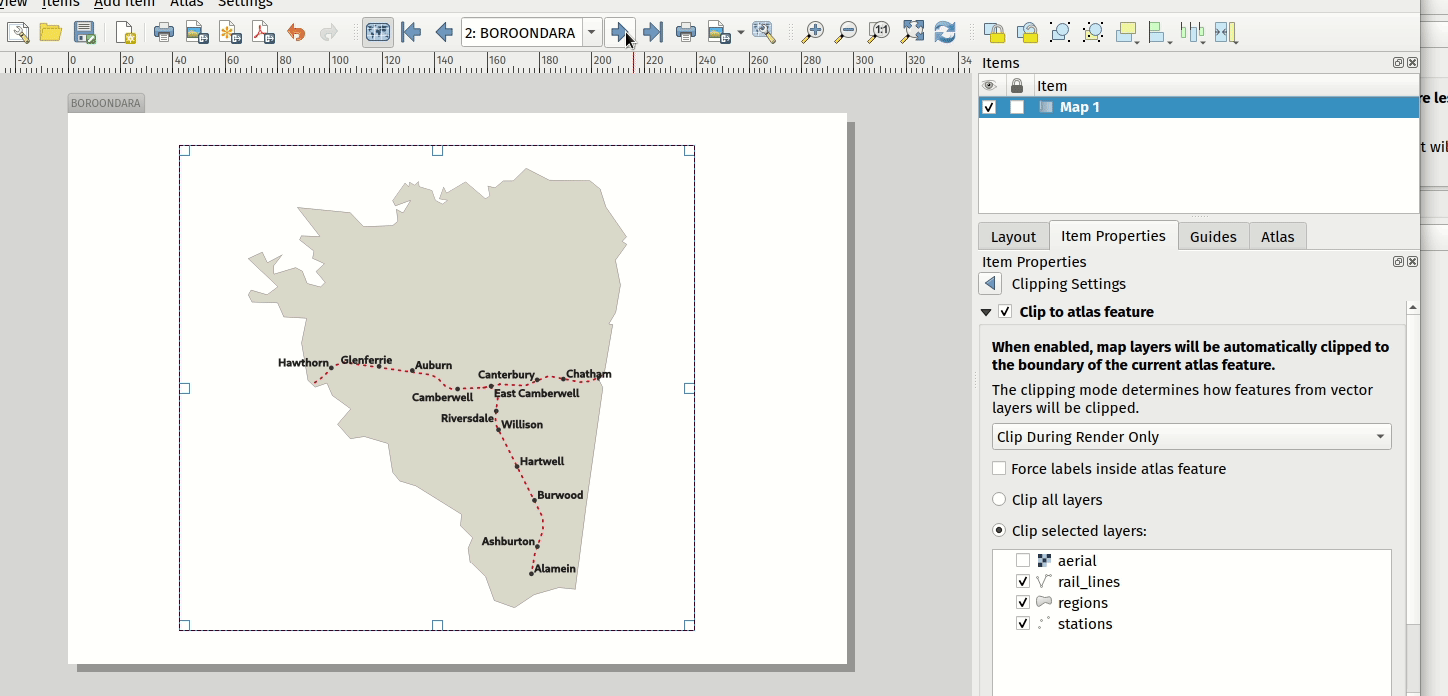 View Items Add Item Atlas Settings
2: BOROONDARA
1:1
-20 0 20 40 60 80 100 120 140 160 180 200 220 240 260 280 300 320 34
BOROONDARA
Hawthorn
Glenferrie
Auburn
Canterbury
Chatham
Camberwell
East Camberwell
Riversdale
Willison
Hartwell
Burwood
Ashburton
Alamein
Items
Item
Map 1
Layout Item Properties Guides Atlas
Item Properties
Clipping Settings
Clip to atlas feature
When enabled, map layers will be automatically clipped to
the boundary of the current atlas feature.
The clipping mode determines how features from vector
layers will be clipped.
Clip During Render Only
Force labels inside atlas feature
Clip all layers
Clip selected layers:
aerial
rail_lines
regions
stations